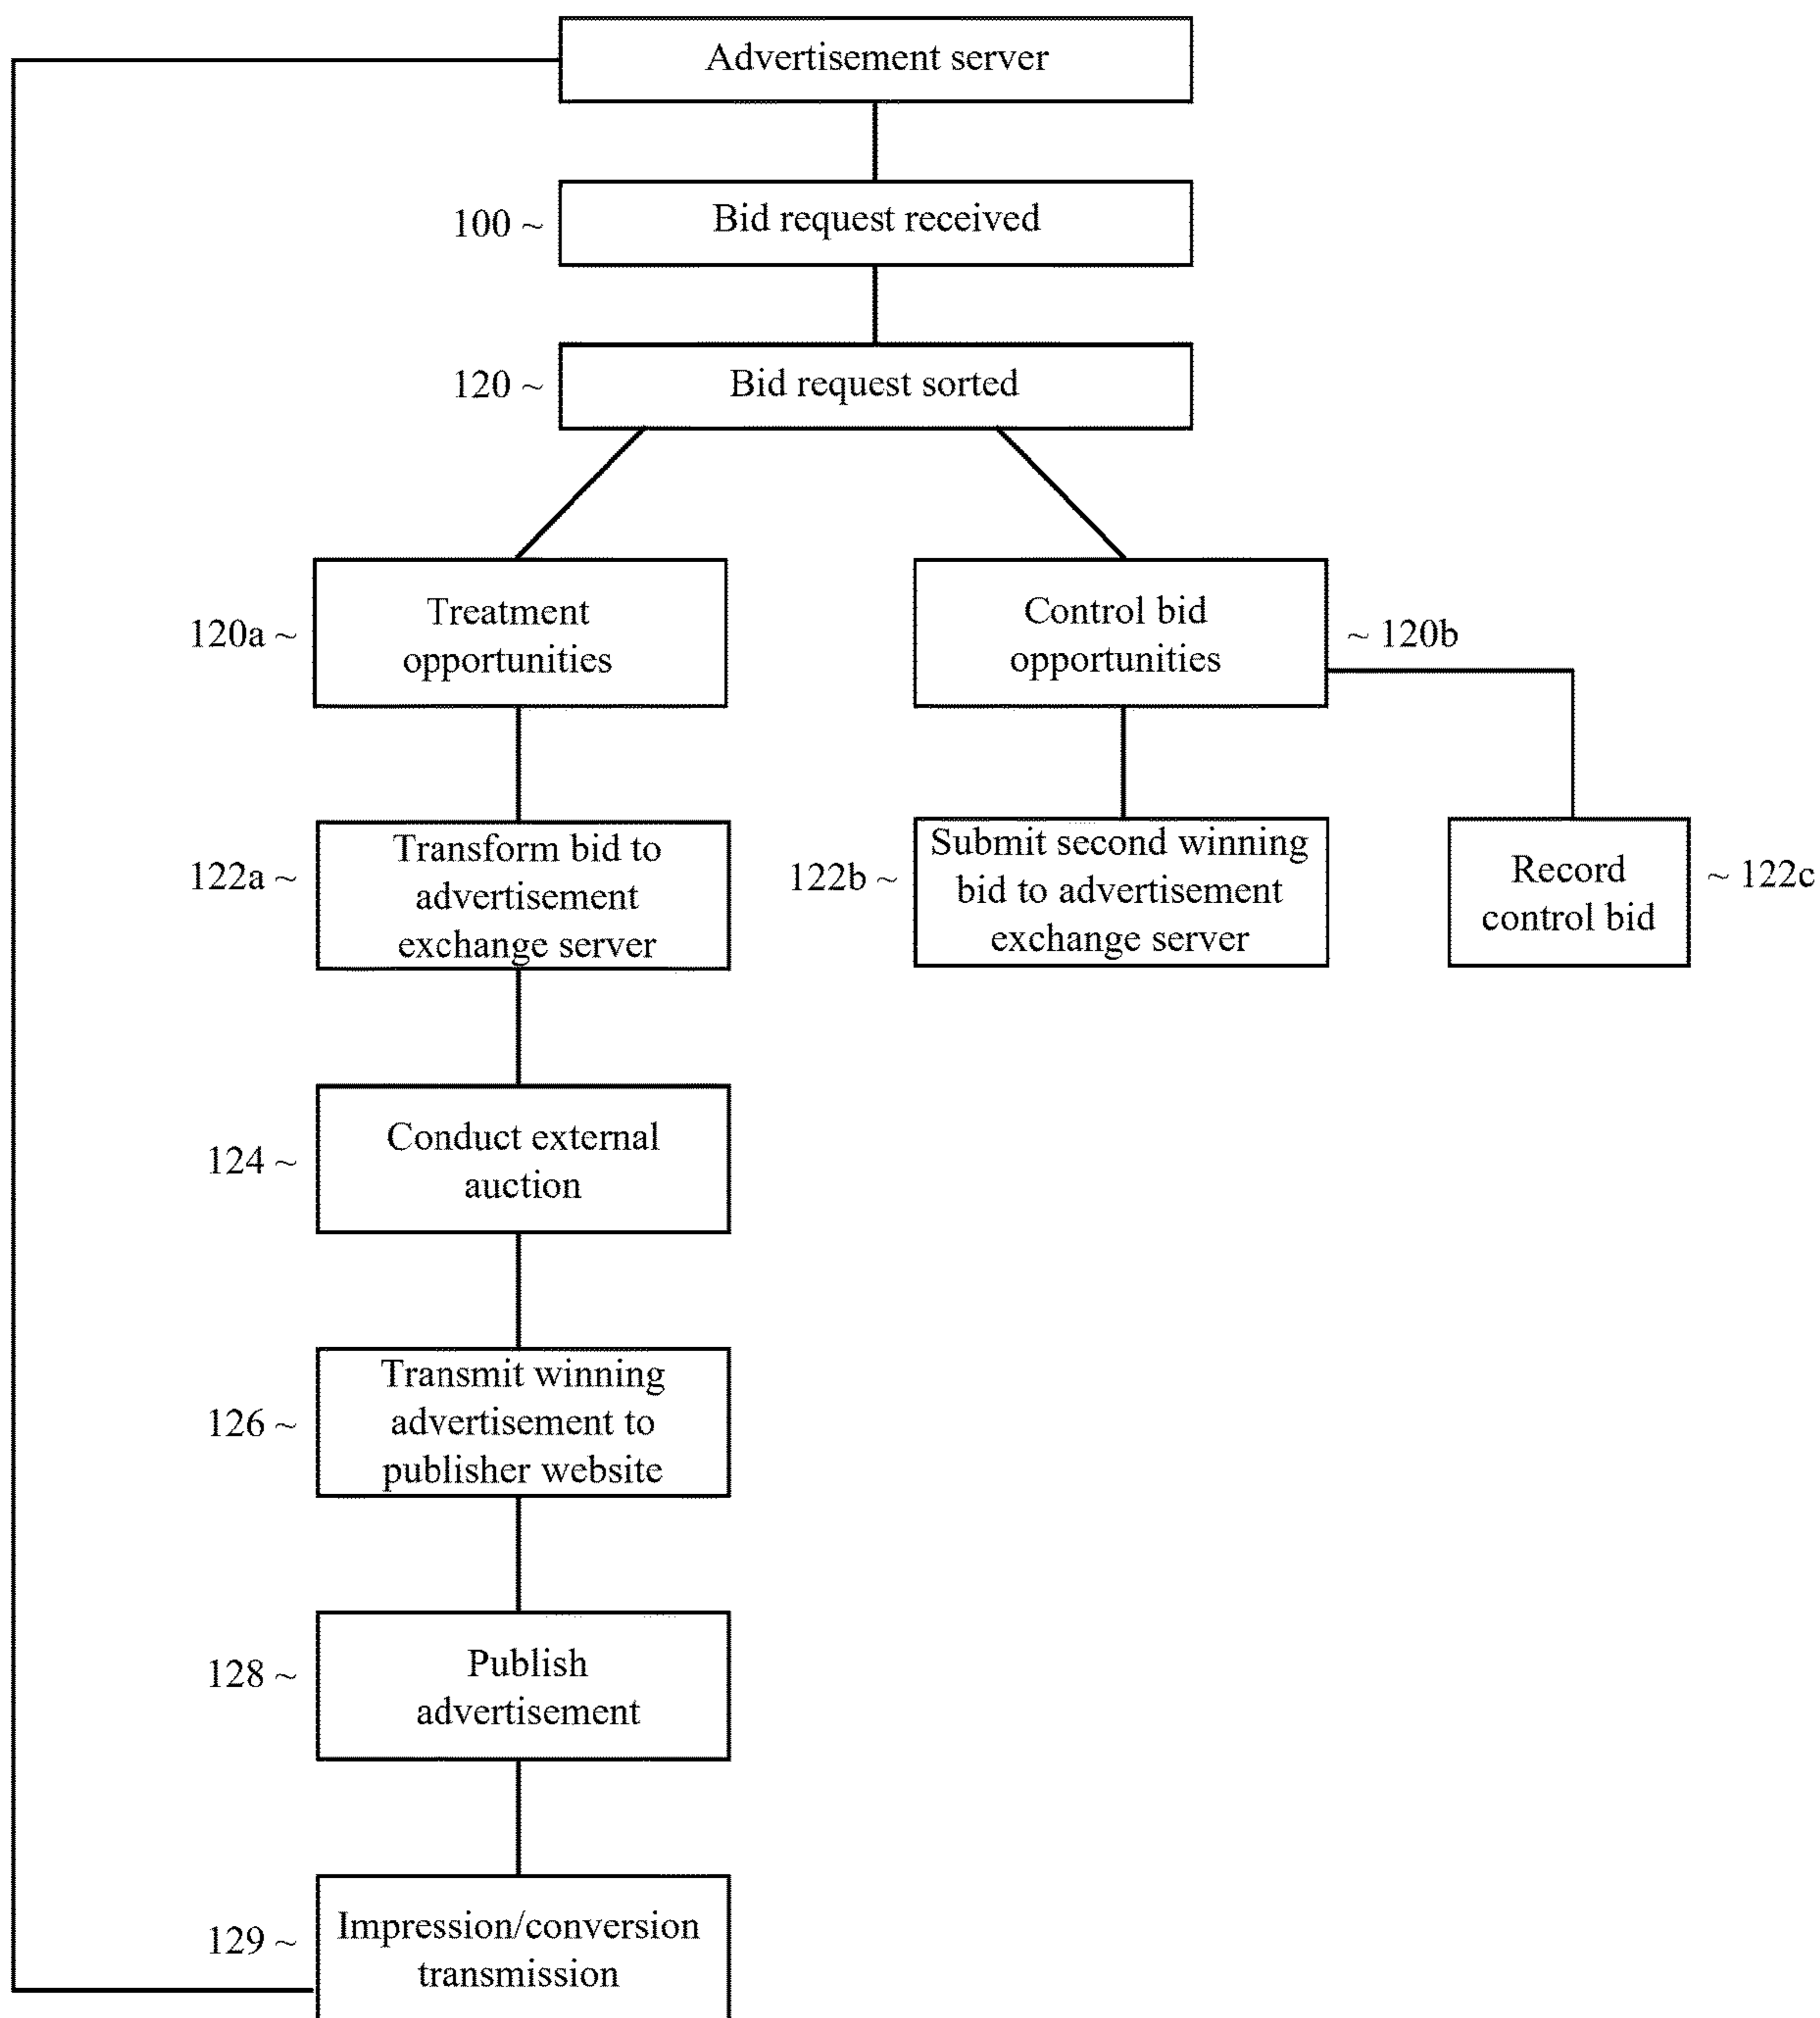 Advertisement server
100 ~
Bid request received
120 ~
Bid request sorted
120a ~
Treatment
opportunities
Control bid
opportunities
~ 120b
122a ~
Transform bid to
advertisement
exchange server
122b ~
Submit second winning
bid to advertisement
exchange server
Record
control bid
~ 122c
124 ~
Conduct external
auction
126 ~
Transmit winning
advertisement to
publisher website
128 ~
Publish
advertisement
129 ~
Impression/conversion
transmission